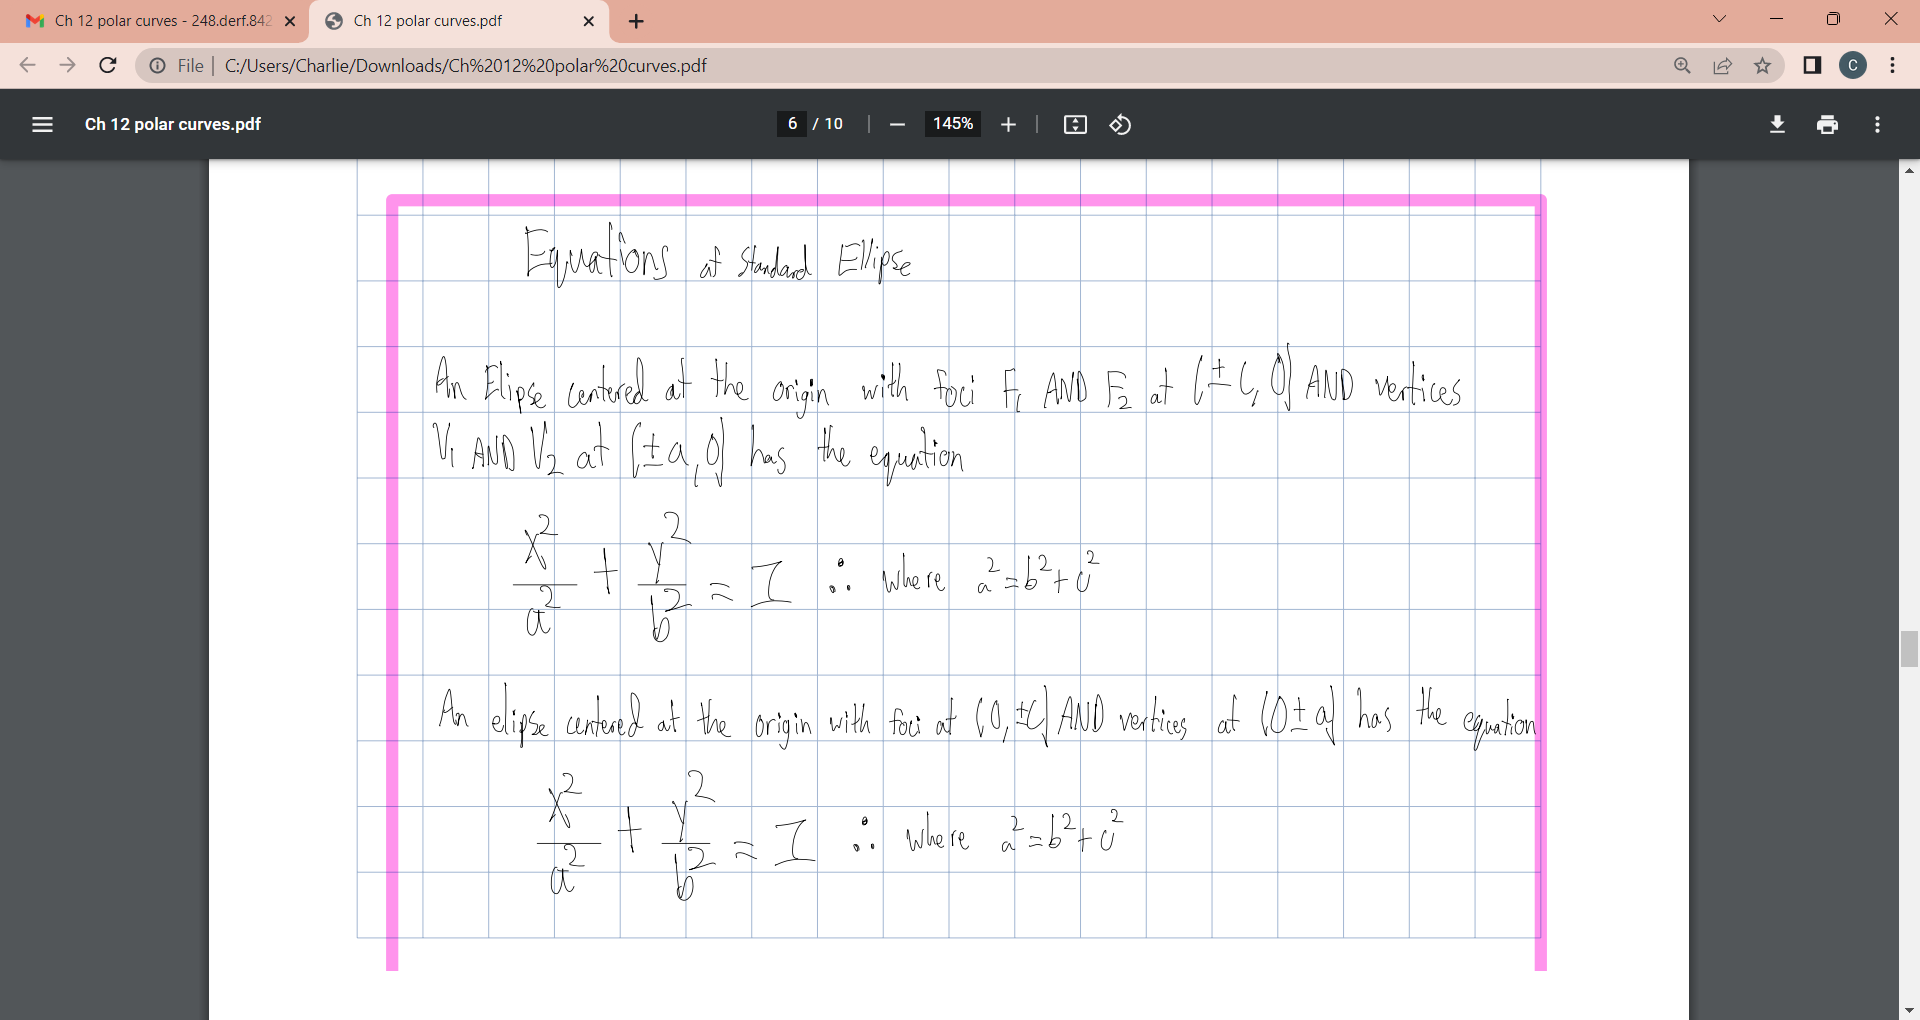 Ch 12 polar curves - 248.derf.842
Ch 12 polar curves.pdf
File | C:/Users/Charlie/Downloads/Ch%2012%20polar%20curves.pdf
C
Ch 12 polar curves.pdf
6 / 10
145%
Equations at Standard Ellipse
An Elipse centered at the origin with foci F₁ AND F₂ at (±c, 0) AND vertices
V₁ AND V₂ at (±a, 0) has the equation
x²/a² + y²/b² = 1 ∴ where a² = b² + c²
An elipse centered at the origin with foci at (0, ±c) AND vertices at (0 ± a) has the equation
x²/a² + y²/b² = 1 ∴ where a² = b² + c²